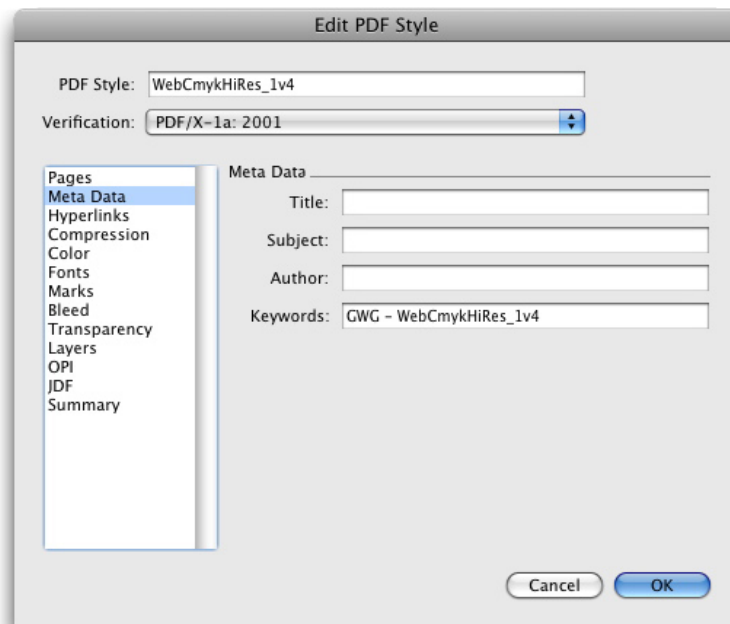 Edit PDF Style
PDF Style: WebCmykHiRes_1v4
Verification: PDF/X-1a: 2001
Pages
Meta Data
Hyperlinks
Compression
Color
Fonts
Marks
Bleed
Transparency
Layers
OPI
JDF
Summary
Meta Data
Title:
Subject:
Author:
Keywords: GWG - WebCmykHiRes_1v4
Cancel OK